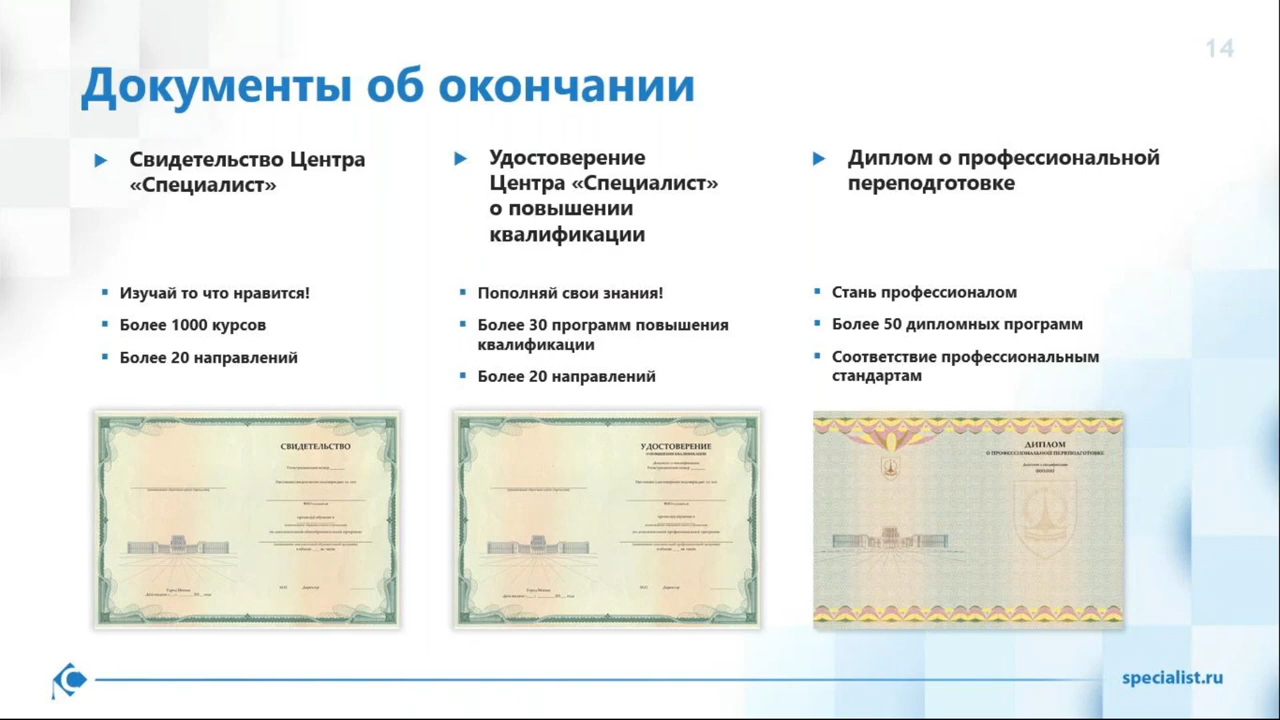 14
Документы об окончании
Свидетельство Центра
«Специалист»
Изучай то что нравится!
Более 1000 курсов
Более 20 направлений
СВИДЕТЕЛЬСТВО
Удостоверение
Центра «Специалист»
о повышении
квалификации
Пополняй свои знания!
Более 30 программ повышения
квалификации
Более 20 направлений
УДОСТОВЕРЕНИЕ
О ПОВЫШЕНИИ КВАЛИФИКАЦИИ
Диплом о профессиональной
переподготовке
Стань профессионалом
Более 50 дипломных программ
Соответствие профессиональным
стандартам
ДИПЛОМ
О ПРОФЕССИОНАЛЬНОЙ ПЕРЕПОДГОТОВКЕ
specialist.ru